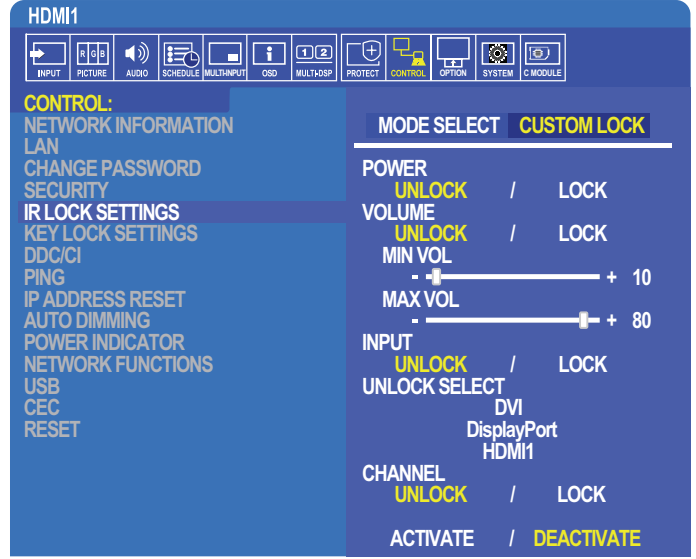 HDMI1
R G B
1 2
INPUT PICTURE AUDIO SCHEDULE MULTI-INPUT OSD MULTI-DSP PROTECT CONTROL OPTION SYSTEM C MODULE
CONTROL:
NETWORK INFORMATION
LAN
CHANGE PASSWORD
SECURITY
IR LOCK SETTINGS
KEY LOCK SETTINGS
DDC/CI
PING
IP ADDRESS RESET
AUTO DIMMING
POWER INDICATOR
NETWORK FUNCTIONS
USB
CEC
RESET
MODE SELECT CUSTOM LOCK
POWER
UNLOCK / LOCK
VOLUME
UNLOCK / LOCK
MIN VOL
- + 10
MAX VOL
- + 80
INPUT
UNLOCK / LOCK
UNLOCK SELECT
DVI
DisplayPort
HDMI1
CHANNEL
UNLOCK / LOCK
ACTIVATE / DEACTIVATE